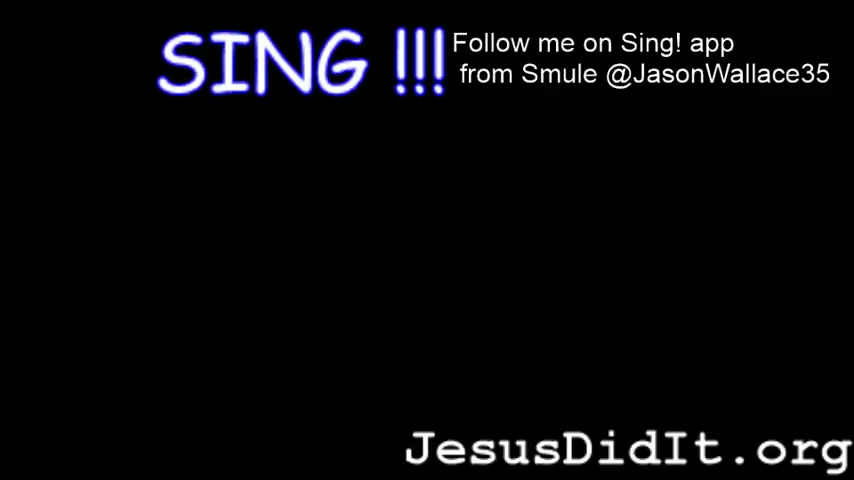 SING !!!
Follow me on Sing! app
from Smule @JasonWallace35
JesusDidIt.org